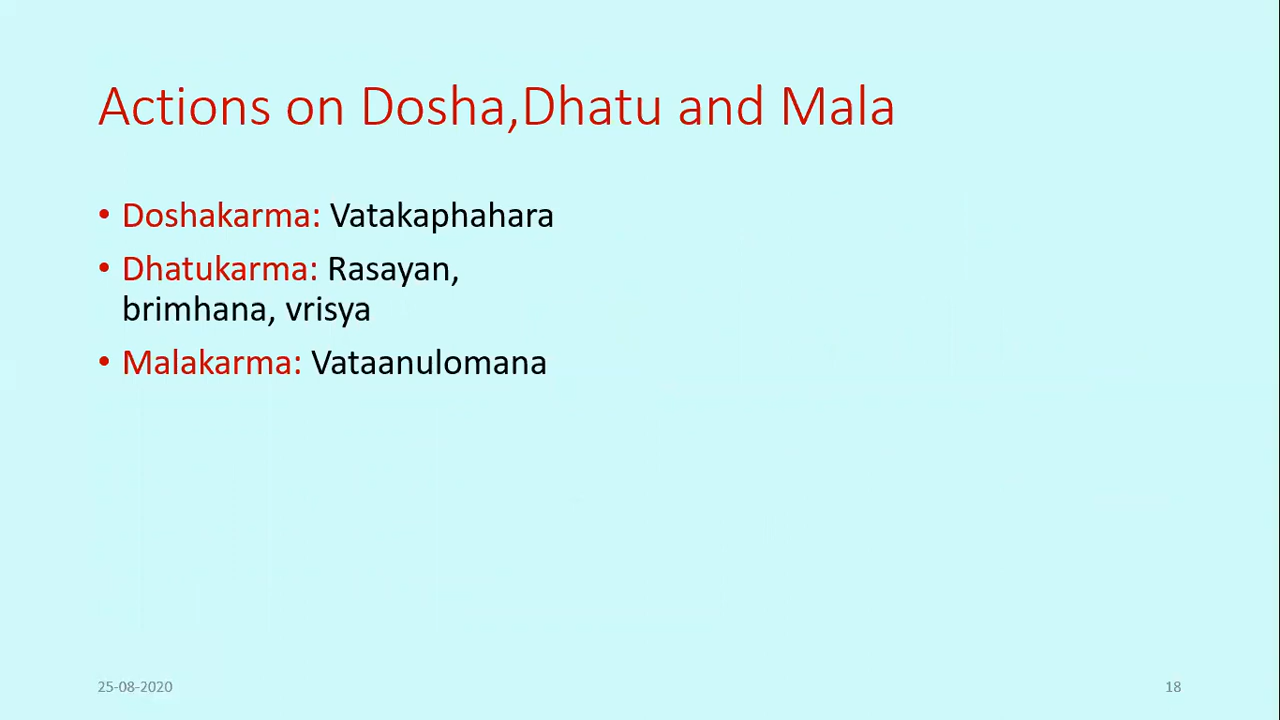 Actions on Dosha,Dhatu and Mala
• Doshakarma: Vatakaphahara
• Dhatukarma: Rasayan,
brimhana, vrisya
• Malakarma: Vataanulomana
25-08-2020
18